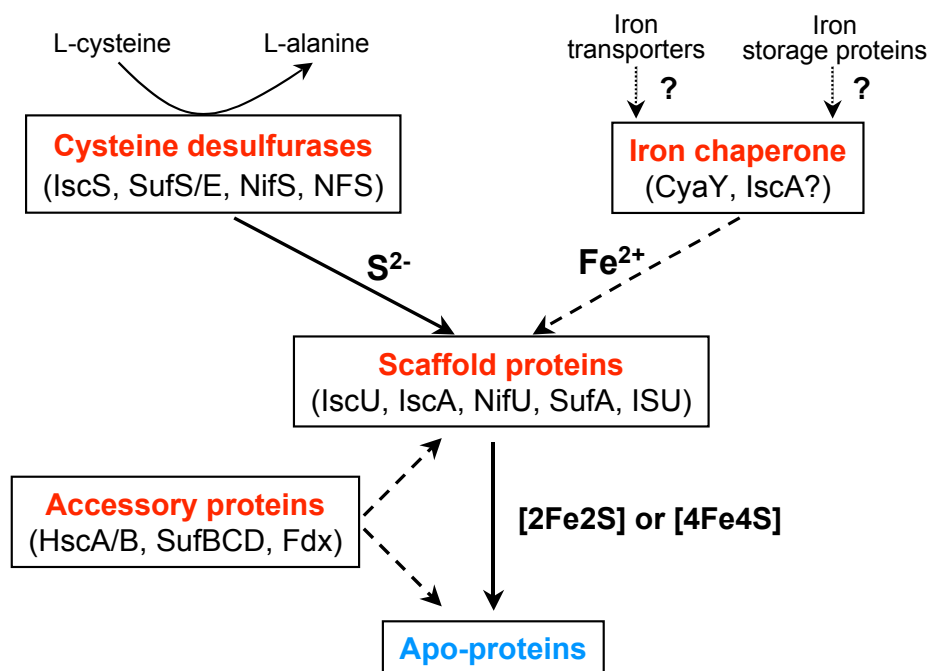 L-cysteine
L-alanine
Iron
transporters
Iron
storage proteins
?
?
Cysteine desulfurases
(IscS, SufS/E, NifS, NFS)
Iron chaperone
(CyaY, IscA?)
S²⁻
Fe²⁺
Scaffold proteins
(IscU, IscA, NifU, SufA, ISU)
Accessory proteins
(HscA/B, SufBCD, Fdx)
[2Fe2S] or [4Fe4S]
Apo-proteins